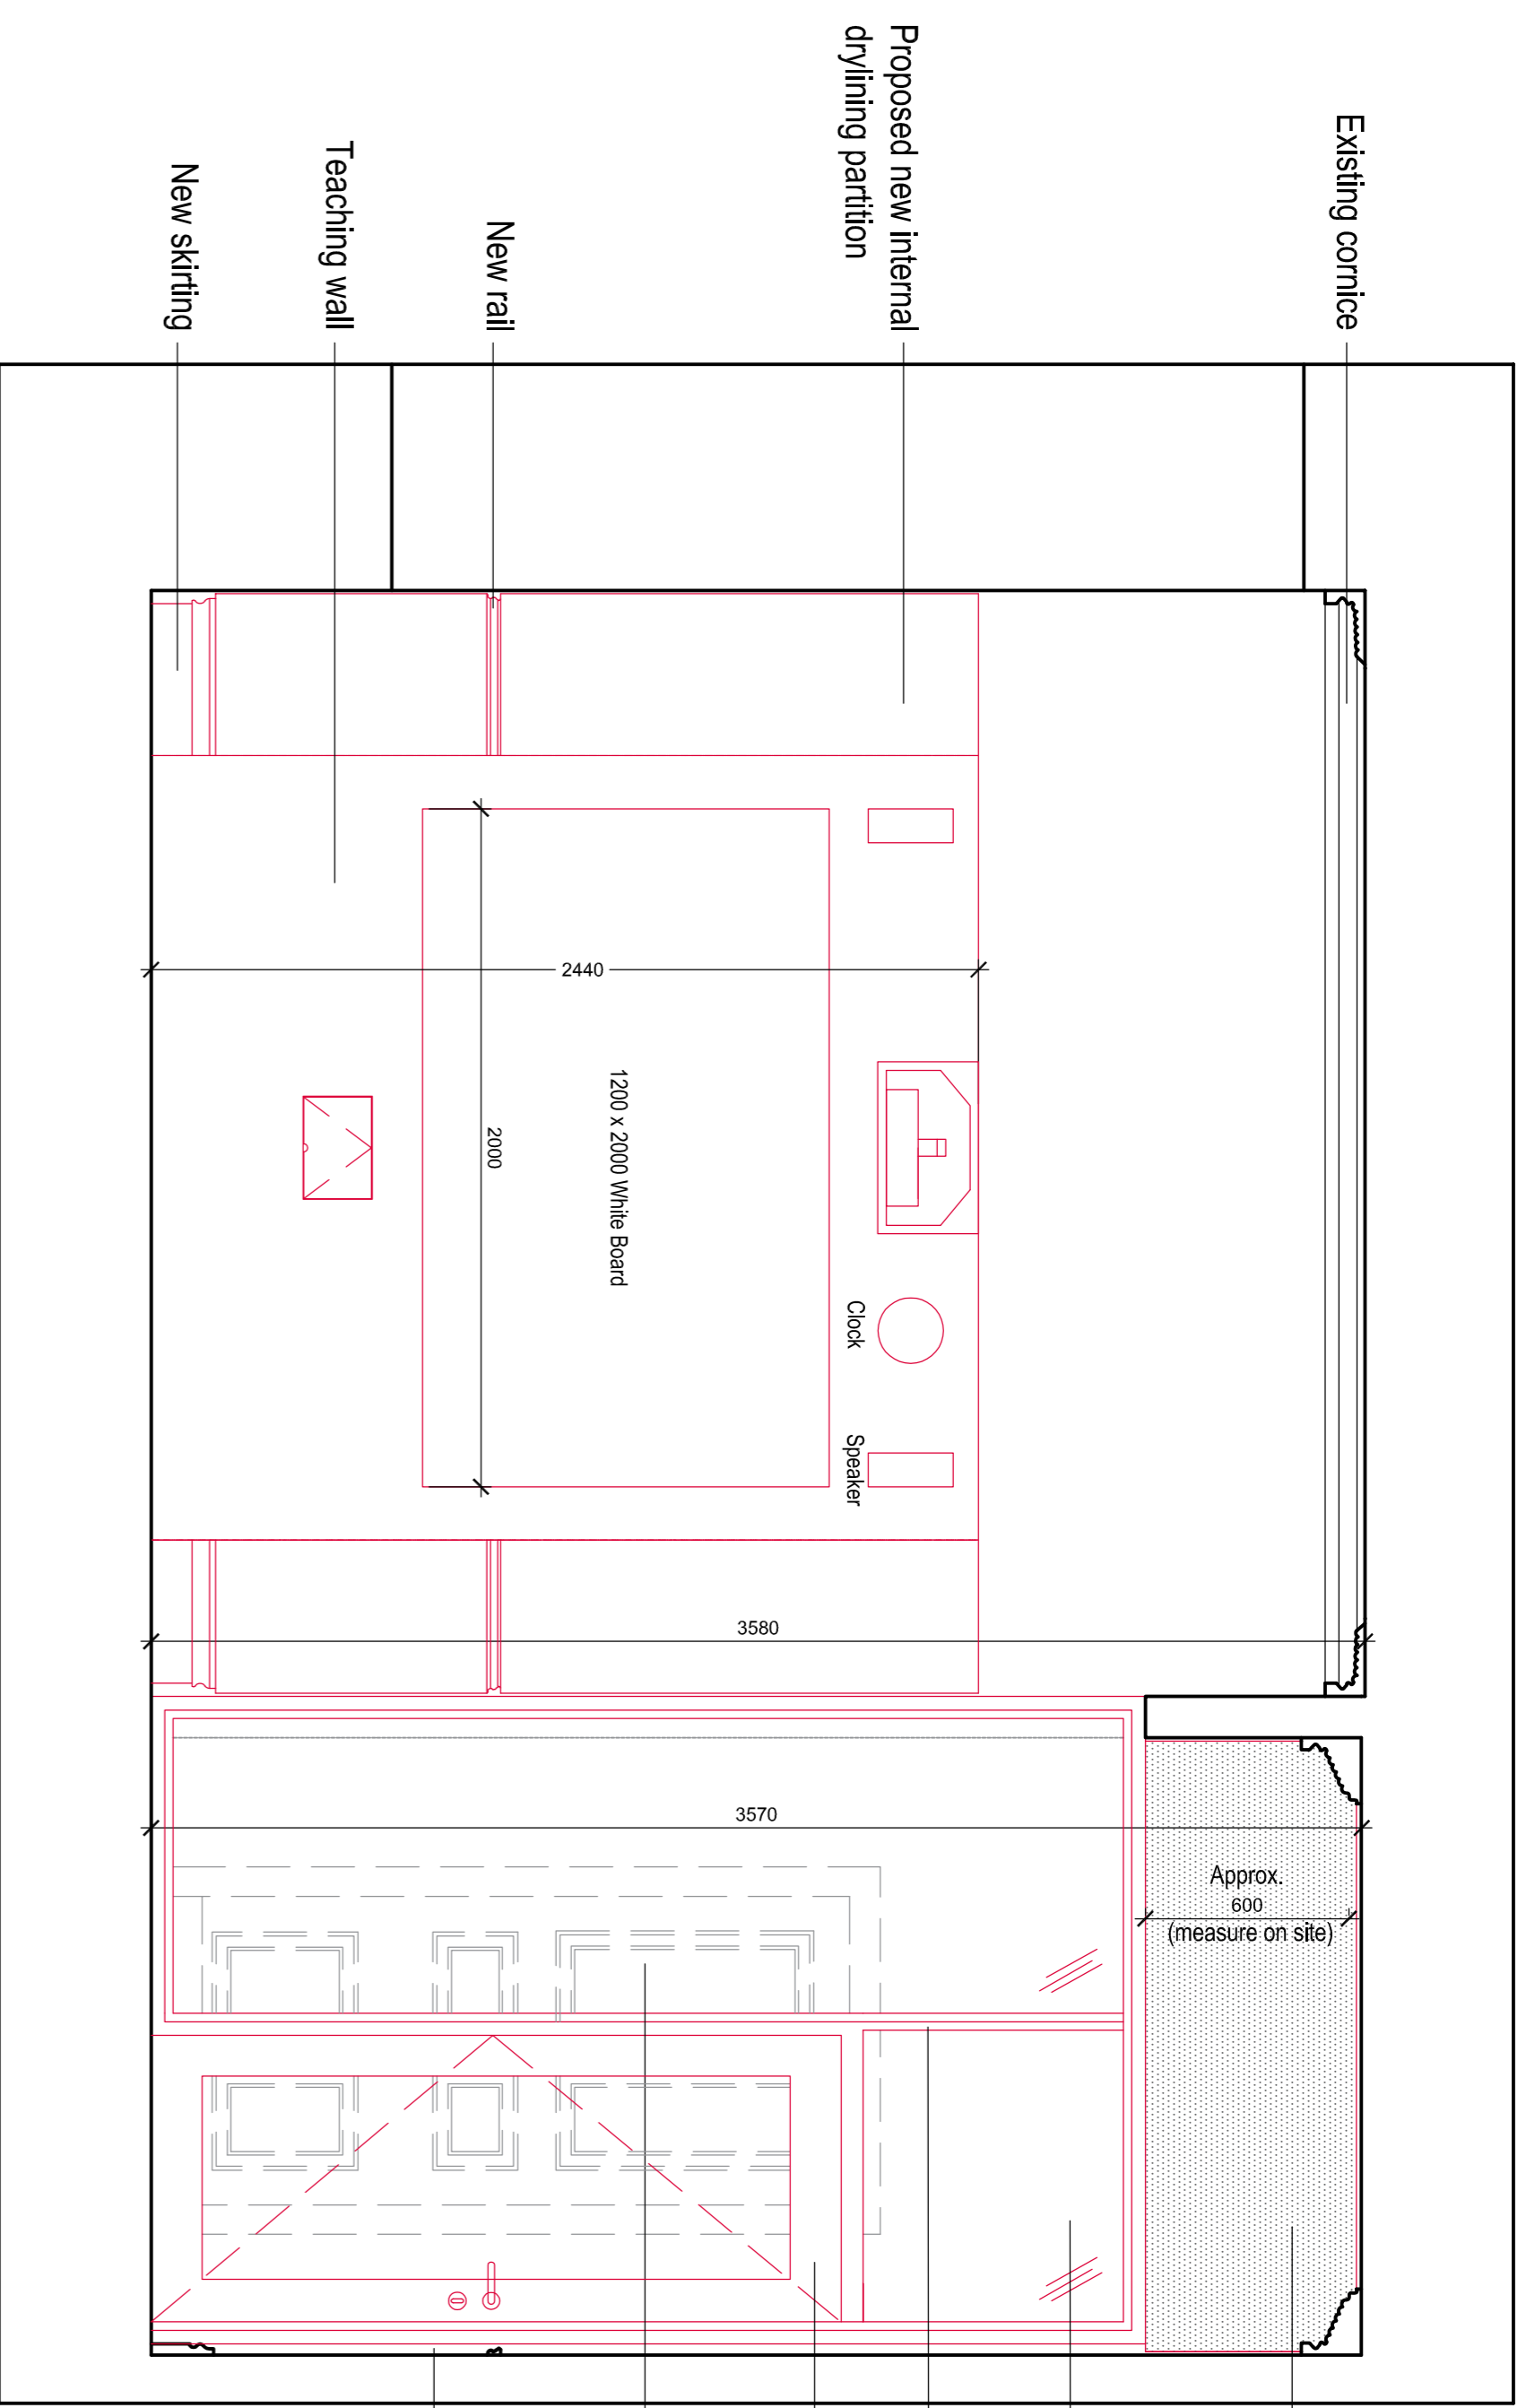 Existing cornice
Proposed new internal
drylining partition
New rail
Teaching wall
New skirting
2440
1200 x 2000 White Board
2000
Clock
Speaker
3580
3570
Approx.
600
(measure on site)